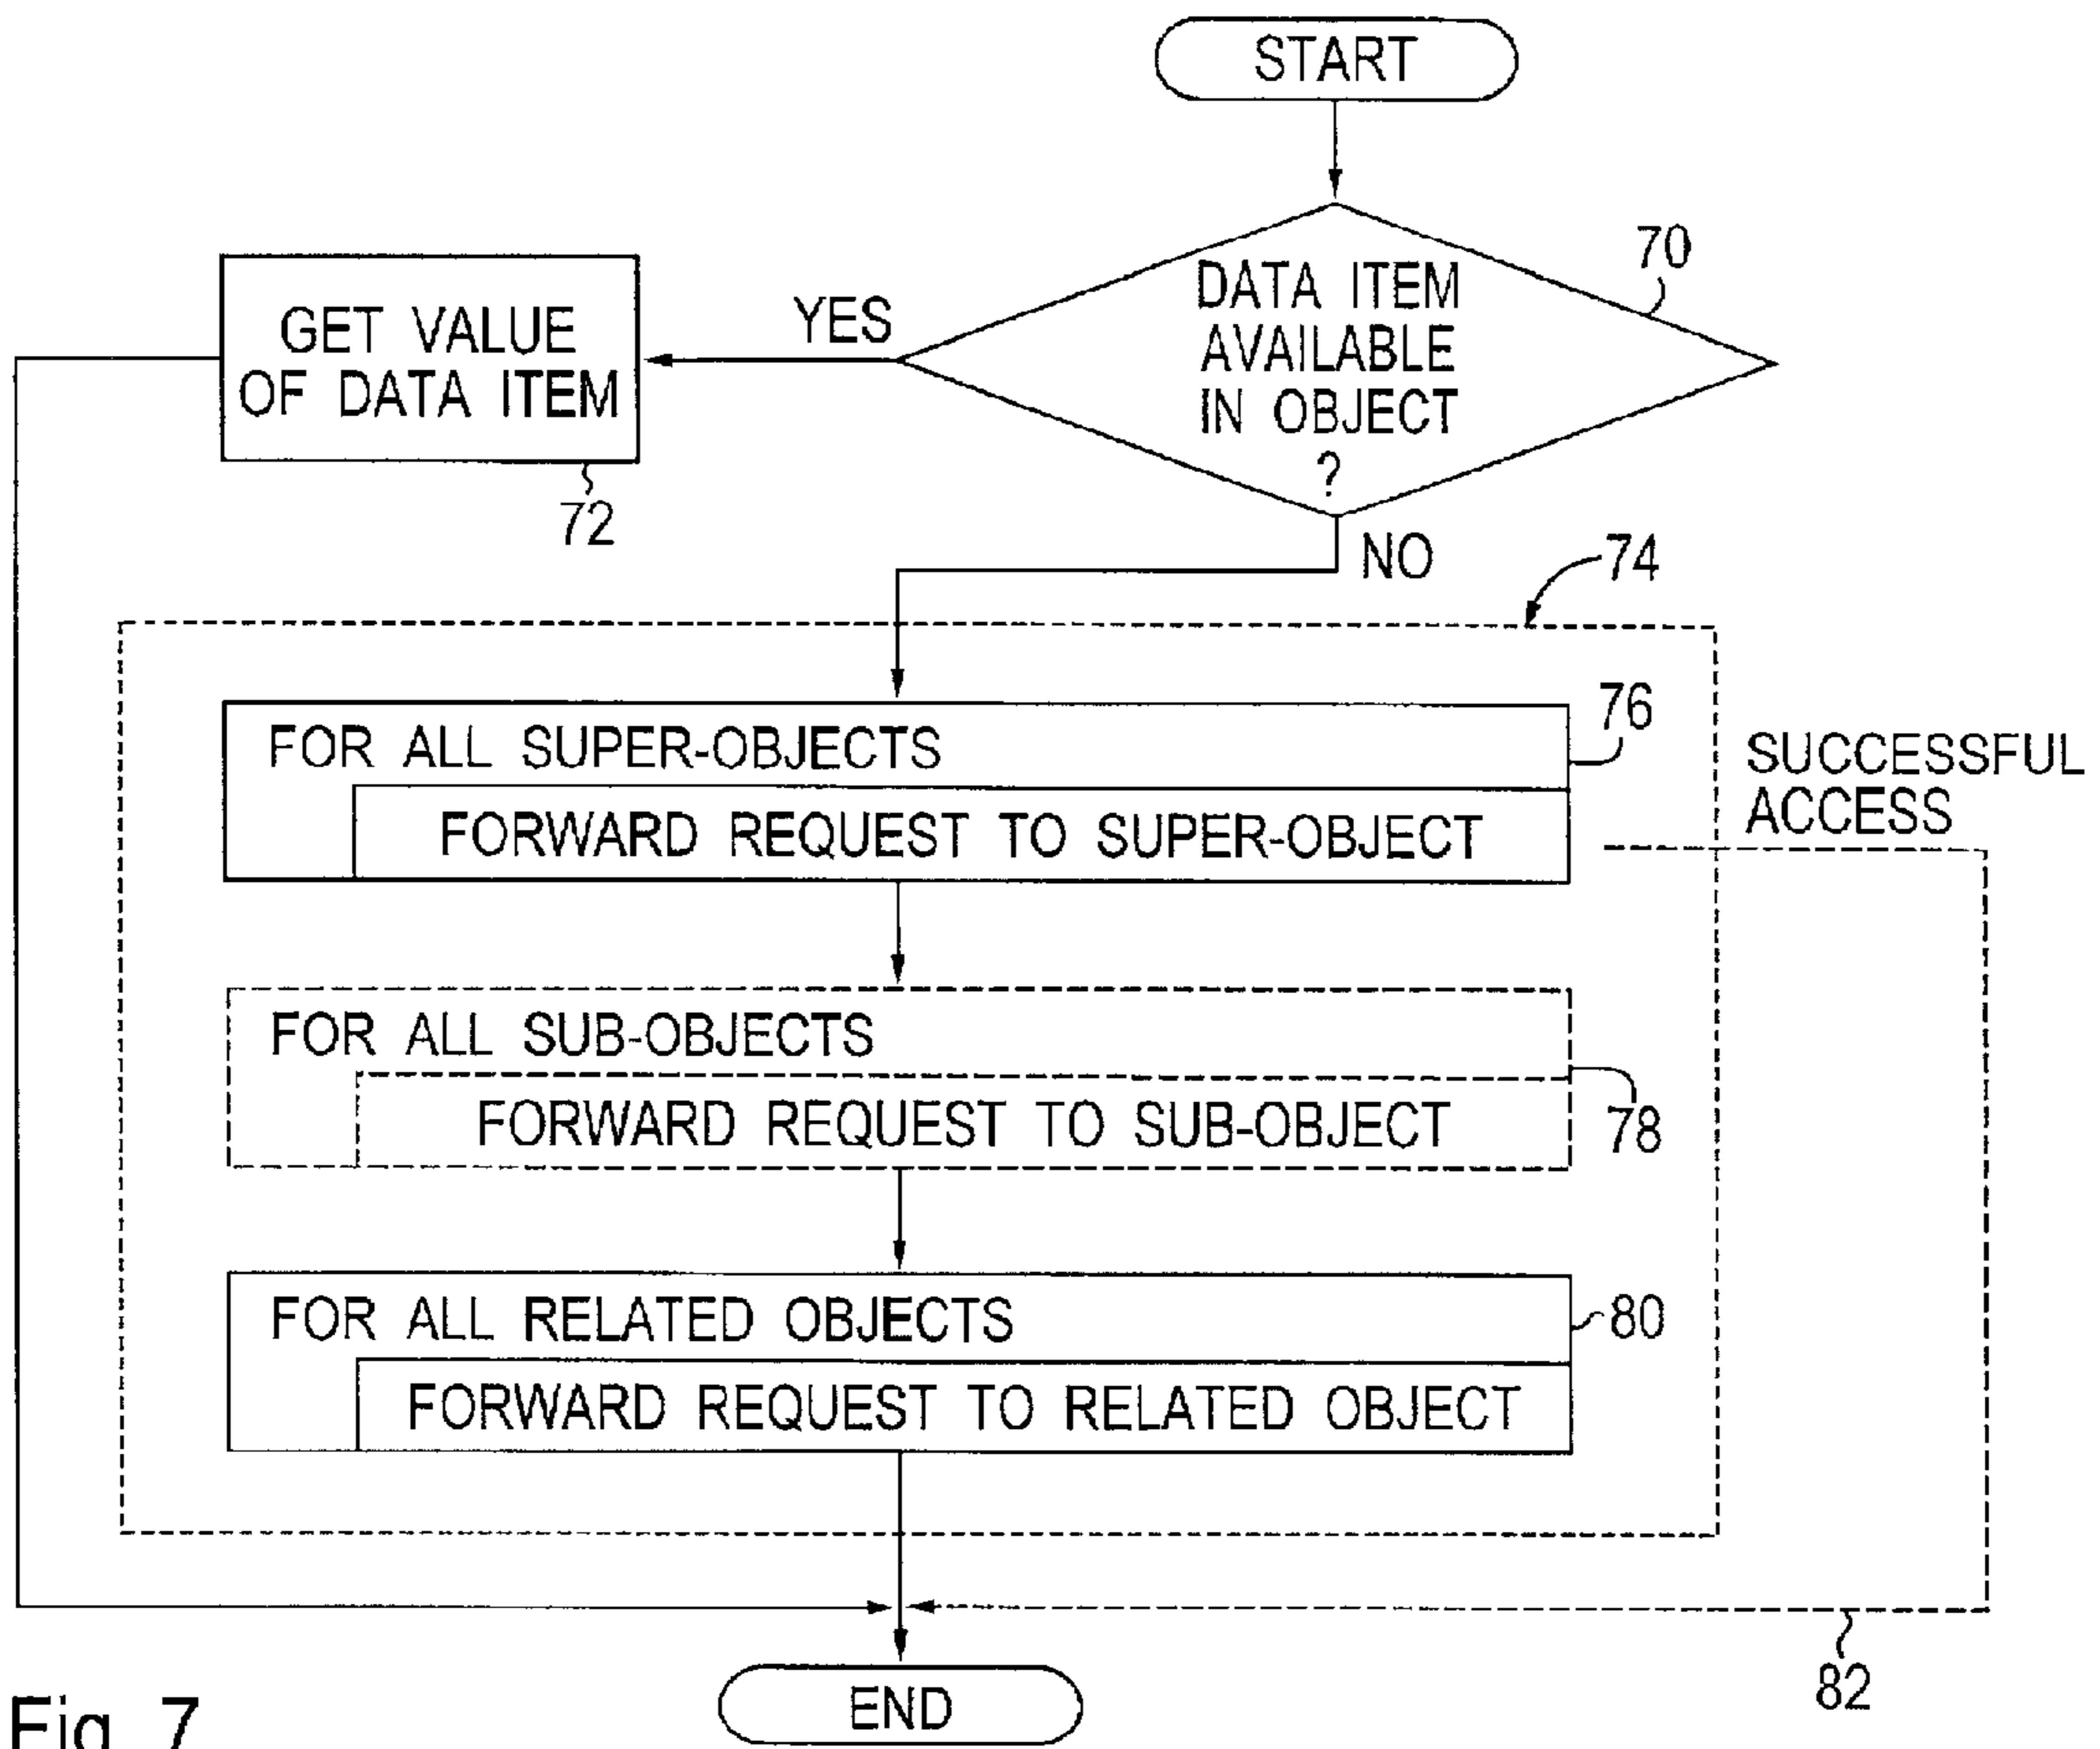 START
70
DATA ITEM
AVAILABLE
IN OBJECT
?
YES
GET VALUE
OF DATA ITEM
72
NO
74
76
FOR ALL SUPER-OBJECTS
FORWARD REQUEST TO SUPER-OBJECT
SUCCESSFUL
ACCESS
FOR ALL SUB-OBJECTS
FORWARD REQUEST TO SUB-OBJECT
78
FOR ALL RELATED OBJECTS
80
FORWARD REQUEST TO RELATED OBJECT
82
END
Fig. 7